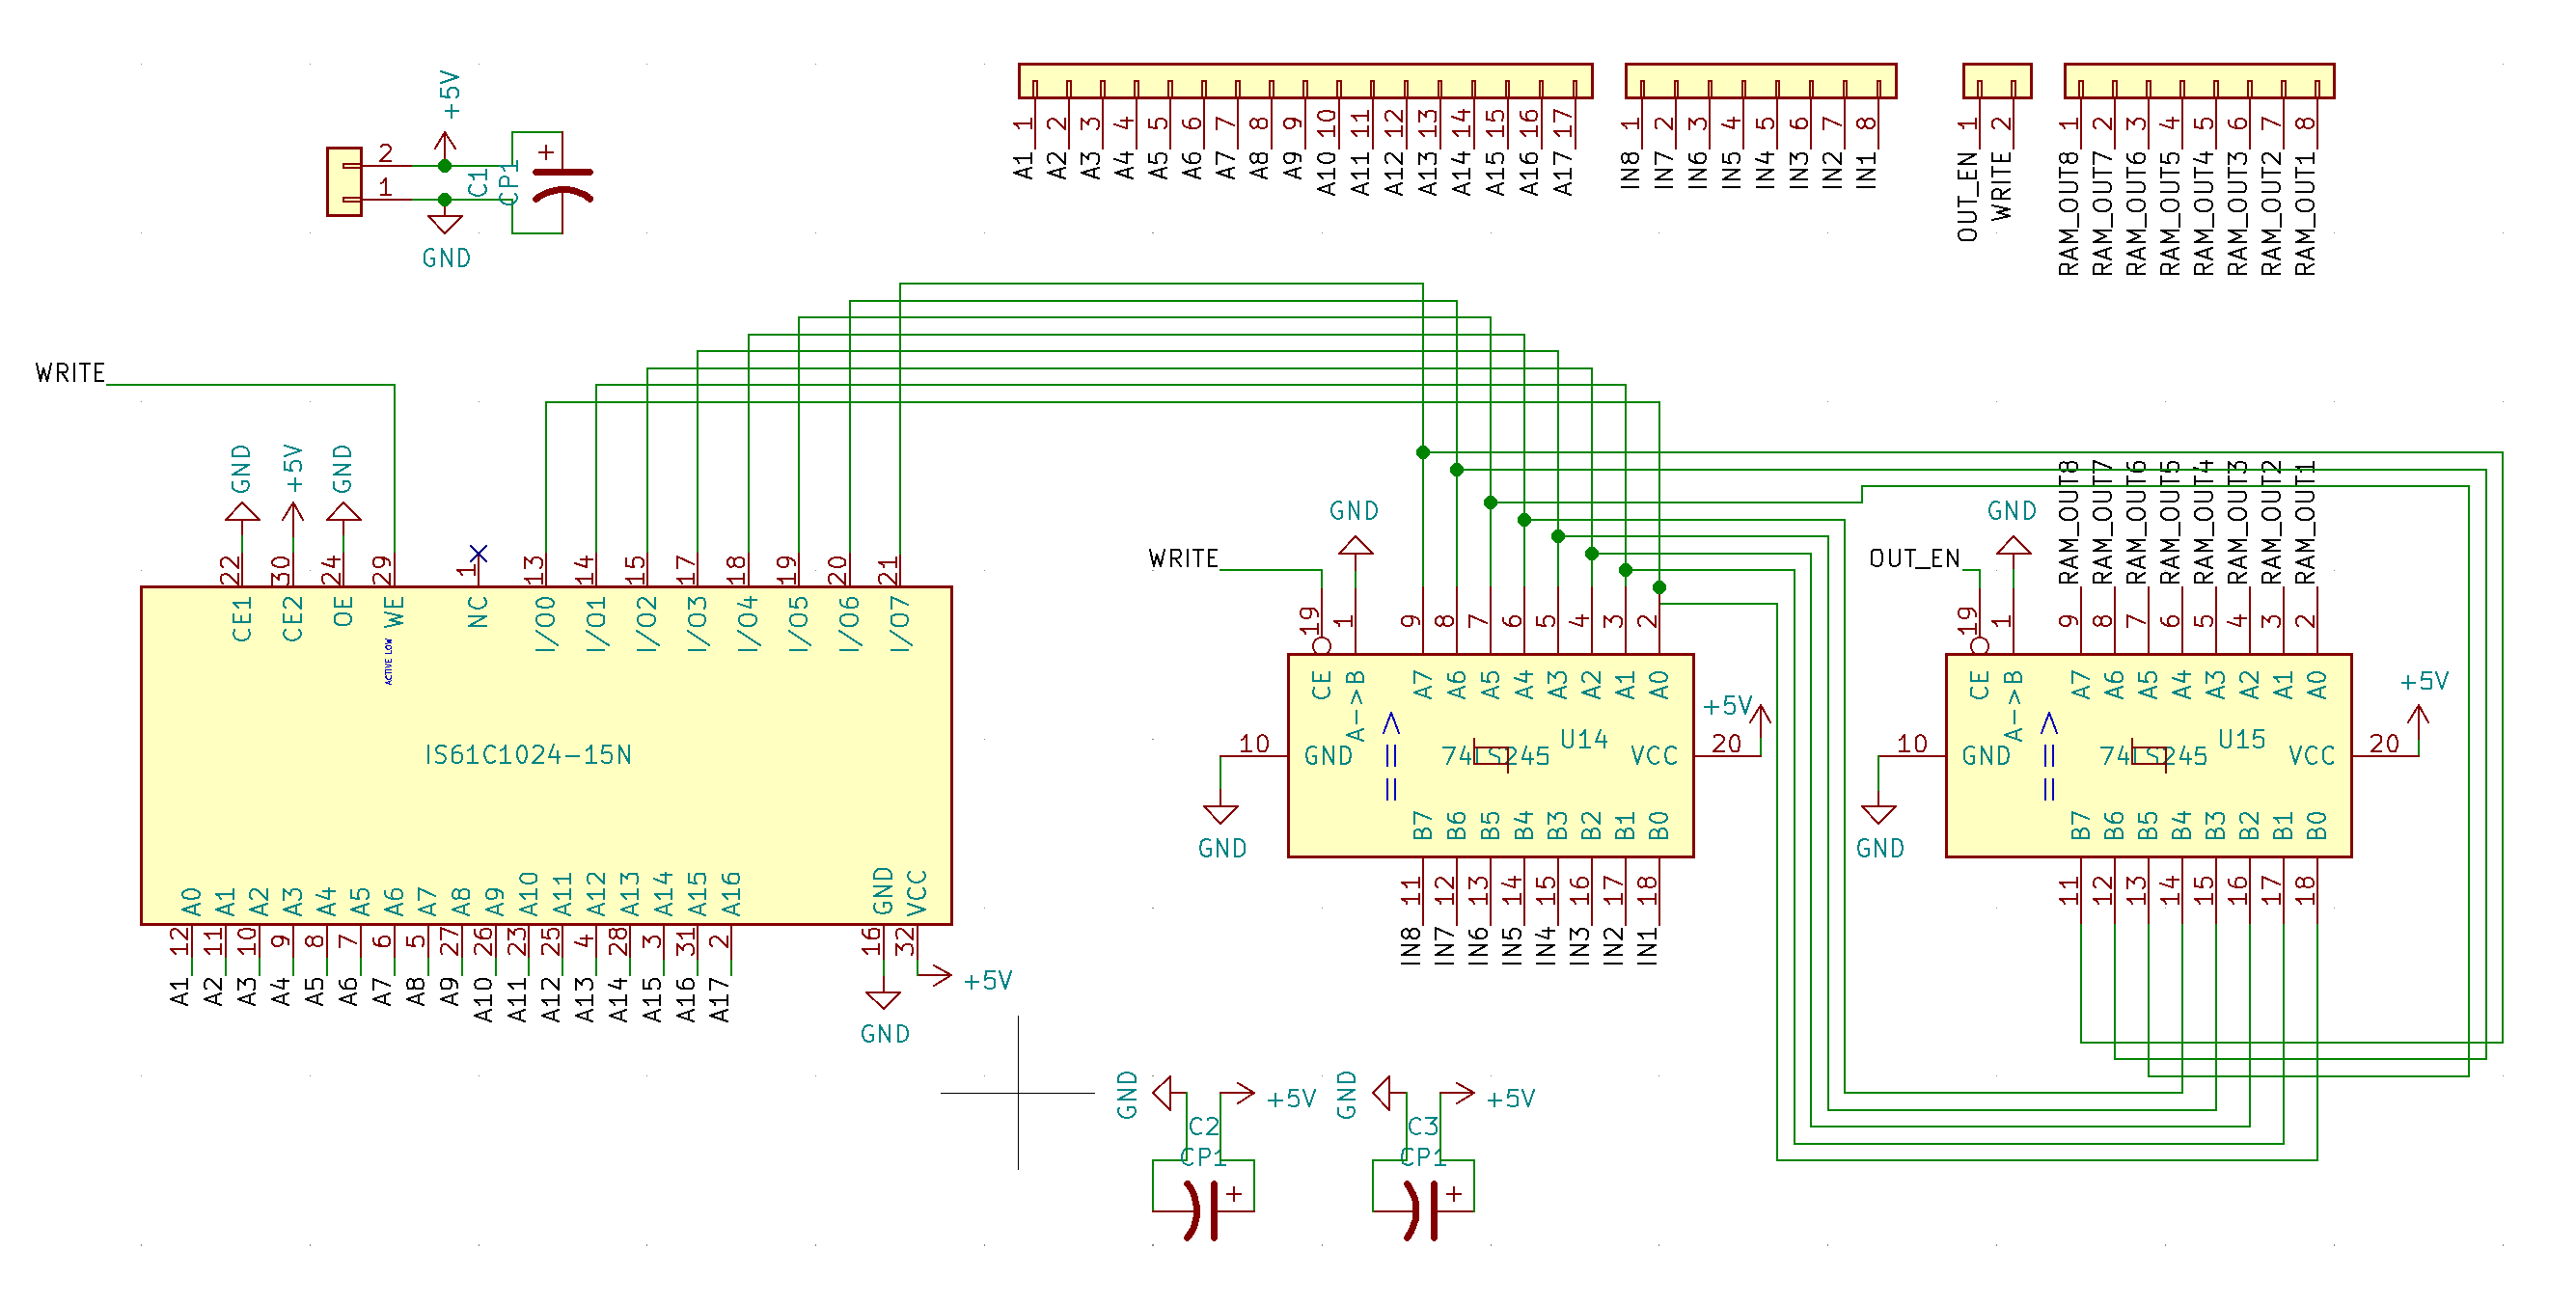 +5V
2
1
C1
CP1
+
GND
1 2 3 4 5 6 7 8 9 10 11 12 13 14 15 16 17
A1 A2 A3 A4 A5 A6 A7 A8 A9 A10 A11 A12 A13 A14 A15 A16 A17
1 2 3 4 5 6 7 8
IN8 IN7 IN6 IN5 IN4 IN3 IN2 IN1
1 2
OUT_EN WRITE
1 2 3 4 5 6 7 8
RAM_OUT8 RAM_OUT7 RAM_OUT6 RAM_OUT5 RAM_OUT4 RAM_OUT3 RAM_OUT2 RAM_OUT1
WRITE
GND +5V GND
22 30 24 29 1 13 14 15 17 18 19 20 21
CE1 CE2 OE WE NC I/O0 I/O1 I/O2 I/O3 I/O4 I/O5 I/O6 I/O7
ACTIVE LOW
IS61C1024-15N
A0 A1 A2 A3 A4 A5 A6 A7 A8 A9 A10 A11 A12 A13 A14 A15 A16 GND VCC
12 11 10 9 8 7 6 5 27 26 23 25 4 28 3 31 2 16 32
A1 A2 A3 A4 A5 A6 A7 A8 A9 A10 A11 A12 A13 A14 A15 A16 A17
+5V
GND
GND
WRITE
19 1 9 8 7 6 5 4 3 2
CE A->B A7 A6 A5 A4 A3 A2 A1 A0
+5V
10 GND 74LS245 U14 VCC 20
GND
B7 B6 B5 B4 B3 B2 B1 B0
11 12 13 14 15 16 17 18
IN8 IN7 IN6 IN5 IN4 IN3 IN2 IN1
GND
OUT_EN
RAM_OUT8 RAM_OUT7 RAM_OUT6 RAM_OUT5 RAM_OUT4 RAM_OUT3 RAM_OUT2 RAM_OUT1
19 1 9 8 7 6 5 4 3 2
CE A->B A7 A6 A5 A4 A3 A2 A1 A0
+5V
10 GND 74LS245 U15 VCC 20
GND
B7 B6 B5 B4 B3 B2 B1 B0
11 12 13 14 15 16 17 18
GND +5V
C2
CP1
+
GND +5V
C3
CP1
+